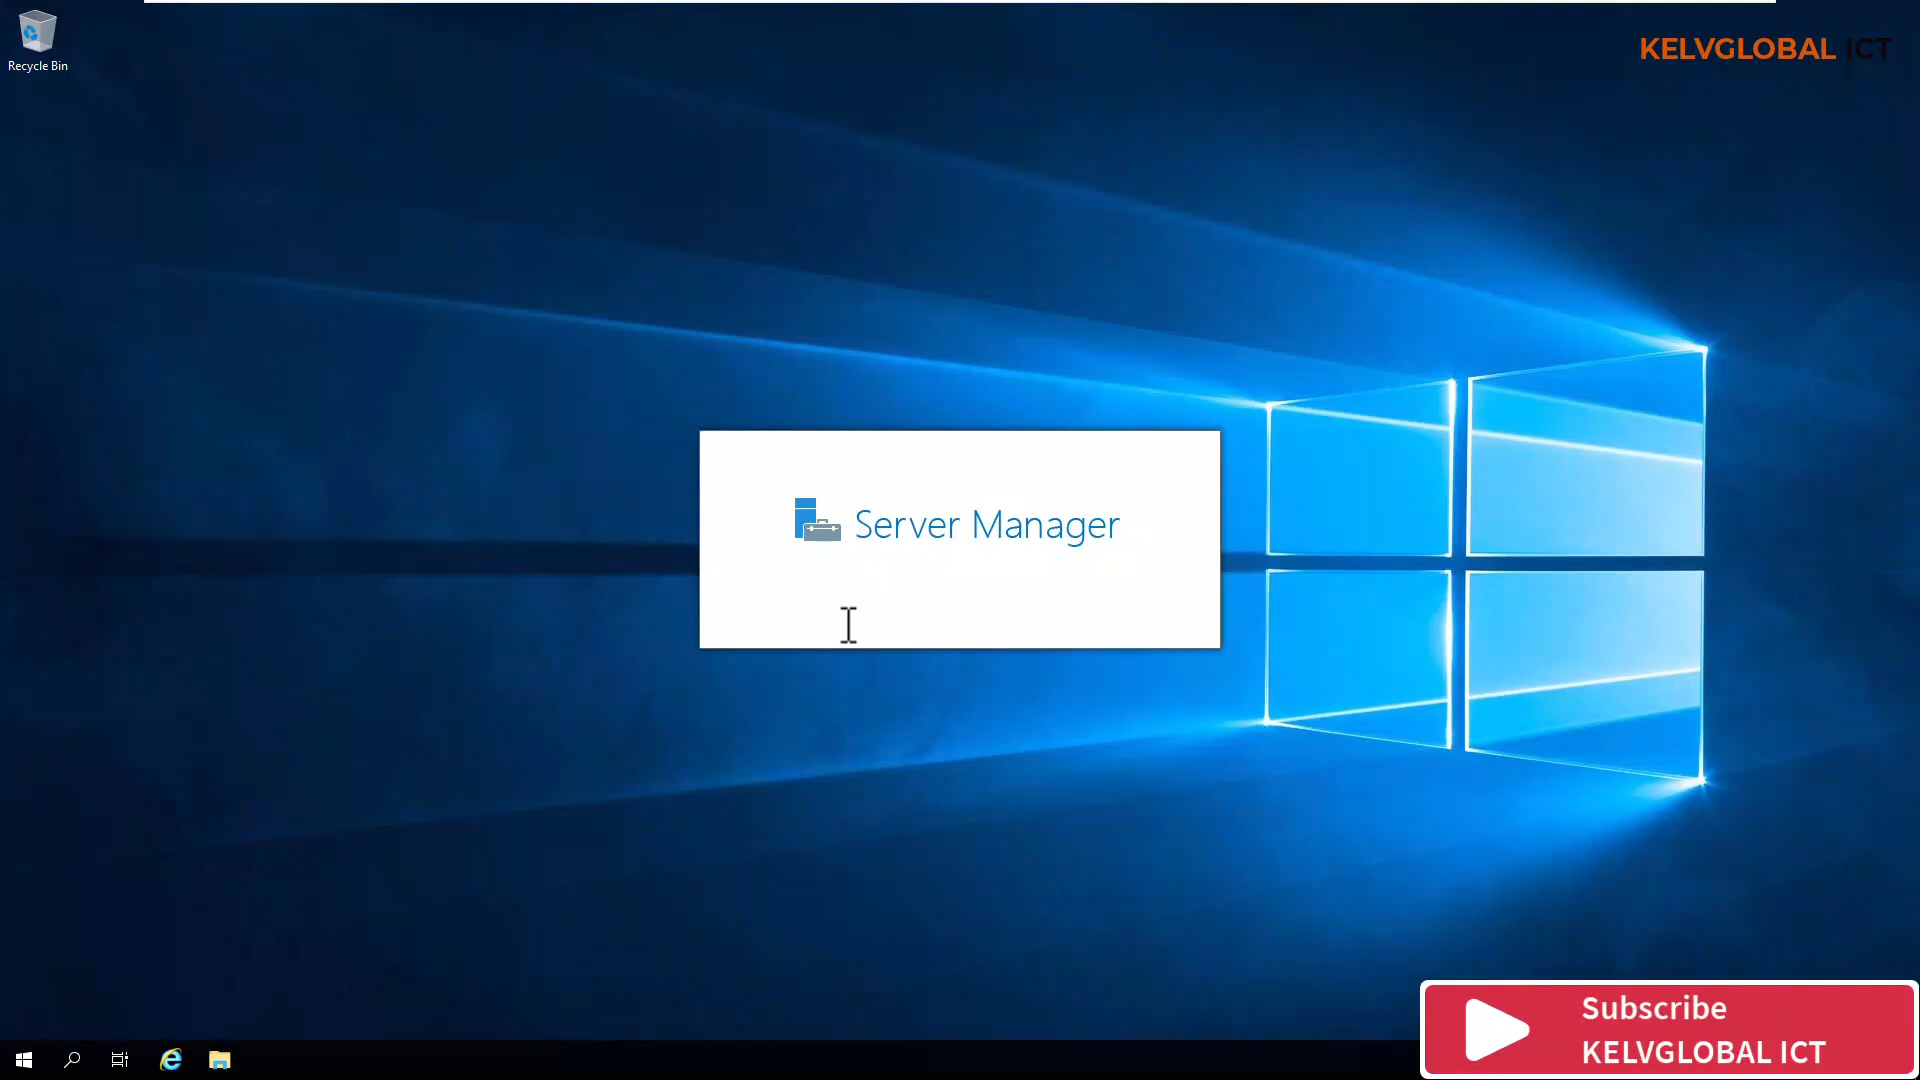 Recycle Bin
KELVGLOBAL ICT
Server Manager
Subscribe
KELVGLOBAL ICT